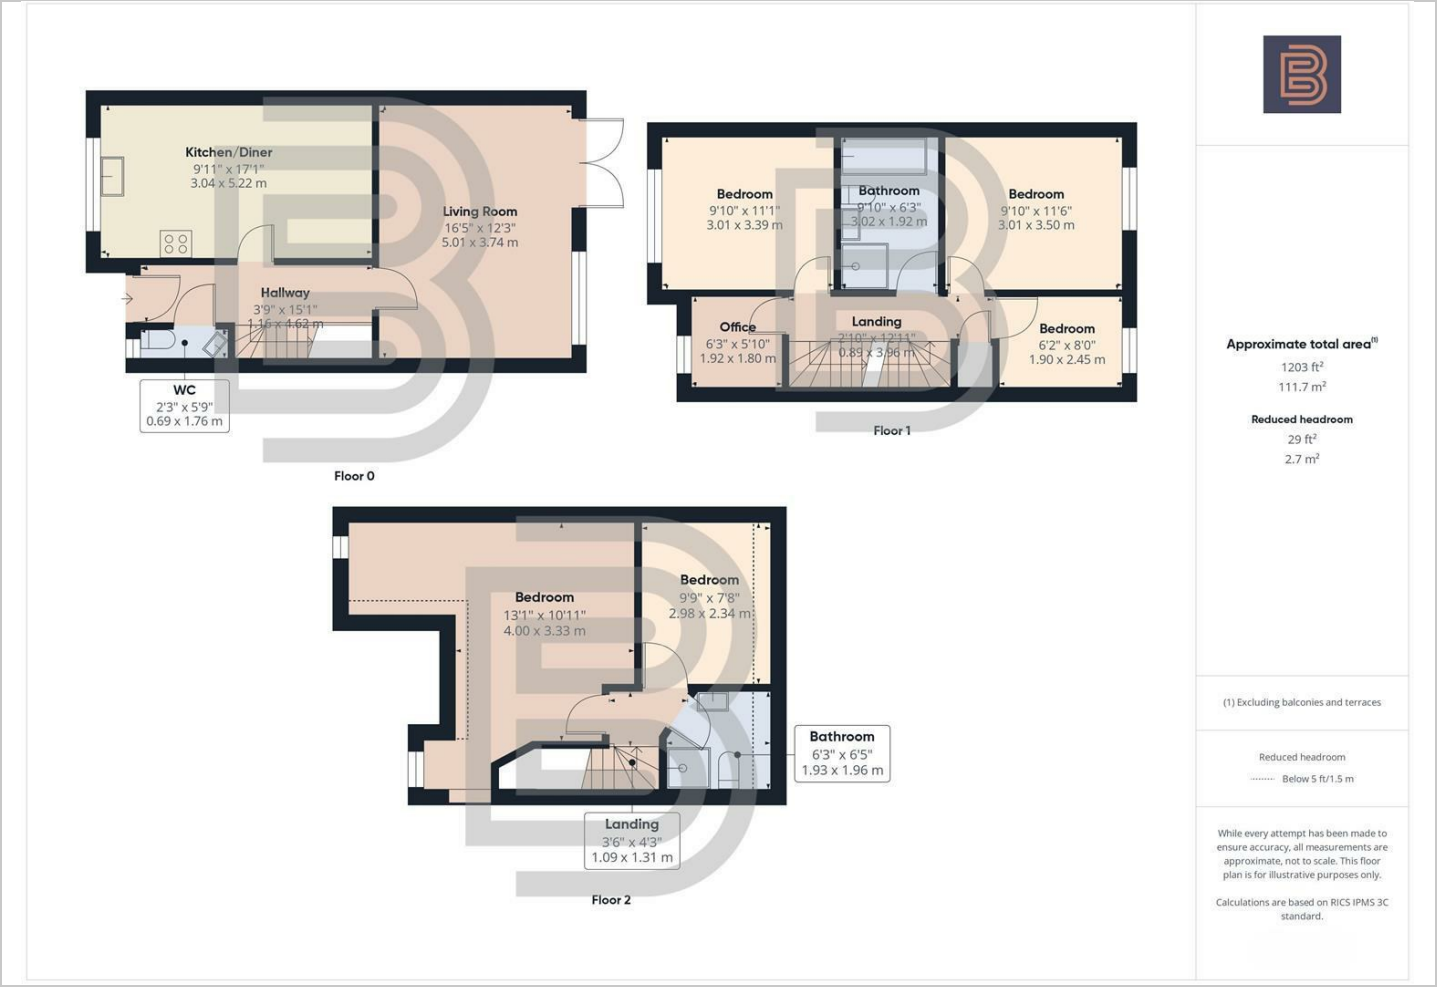 Kitchen/Diner
9'11" x 17'1"
3.04 x 5.22 m
Living Room
16'5" x 12'3"
5.01 x 3.74 m
Hallway
3'9" x 15'1"
1.16 x 4.62 m
WC
2'3" x 5'9"
0.69 x 1.76 m
Floor 0
Bedroom
9'10" x 11'1"
3.01 x 3.39 m
Bathroom
9'10" x 6'3"
3.02 x 1.92 m
Bedroom
9'10" x 11'6"
3.01 x 3.50 m
Office
6'3" x 5'10"
1.92 x 1.80 m
Landing
2'10" x 12'11"
0.89 x 3.96 m
Bedroom
6'2" x 8'0"
1.90 x 2.45 m
Floor 1
Bedroom
13'1" x 10'11"
4.00 x 3.33 m
Bedroom
9'9" x 7'8"
2.98 x 2.34 m
Bathroom
6'3" x 6'5"
1.93 x 1.96 m
Landing
3'6" x 4'3"
1.09 x 1.31 m
Floor 2
B
Approximate total area(1)
1203 ft²
111.7 m²
Reduced headroom
29 ft²
2.7 m²
(1) Excluding balconies and terraces
Reduced headroom
Below 5 ft/1.5 m
While every attempt has been made to
ensure accuracy, all measurements are
approximate, not to scale. This floor
plan is for illustrative purposes only.
Calculations are based on RICS IPMS 3C
standard.